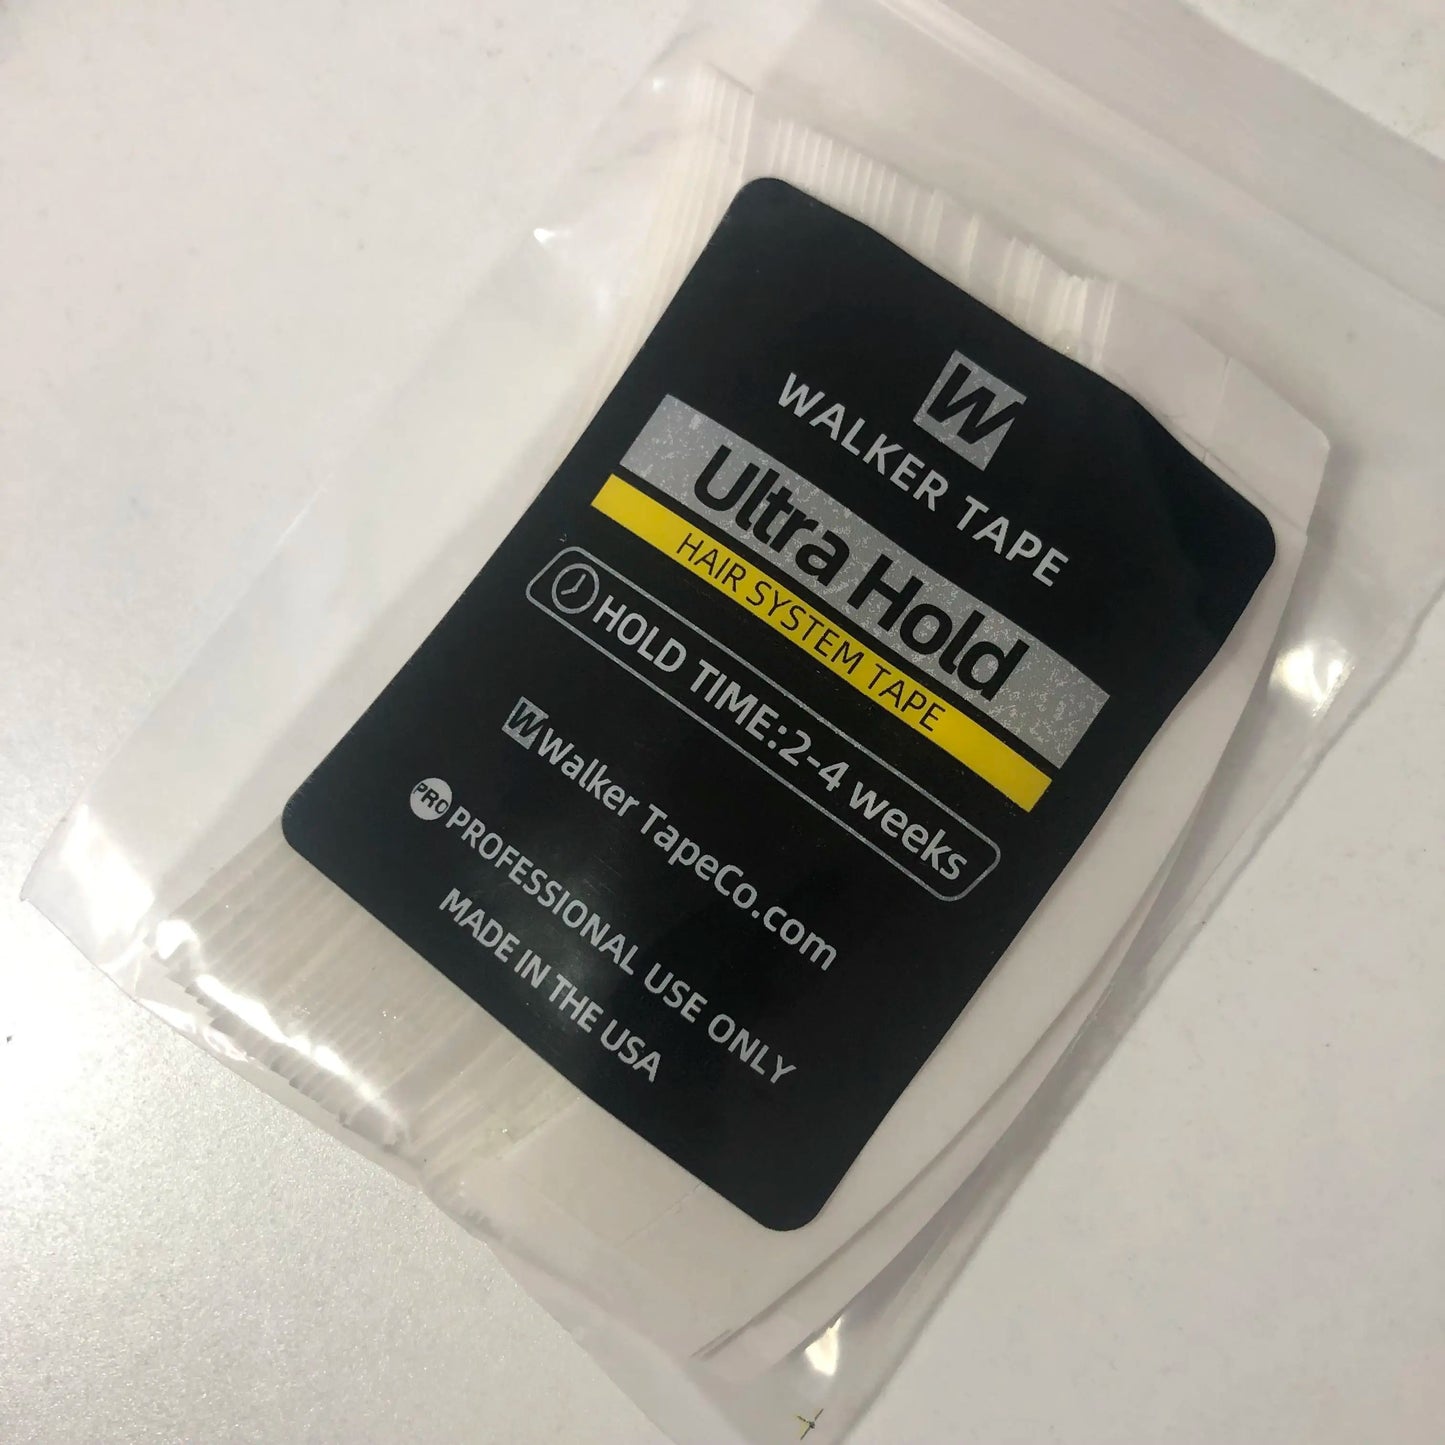 W
WALKER TAPE
Ultra Hold
HAIR SYSTEM TAPE
HOLD TIME:2-4 weeks
W Walker TapeCo.com
PRO PROFESSIONAL USE ONLY
MADE IN THE USA